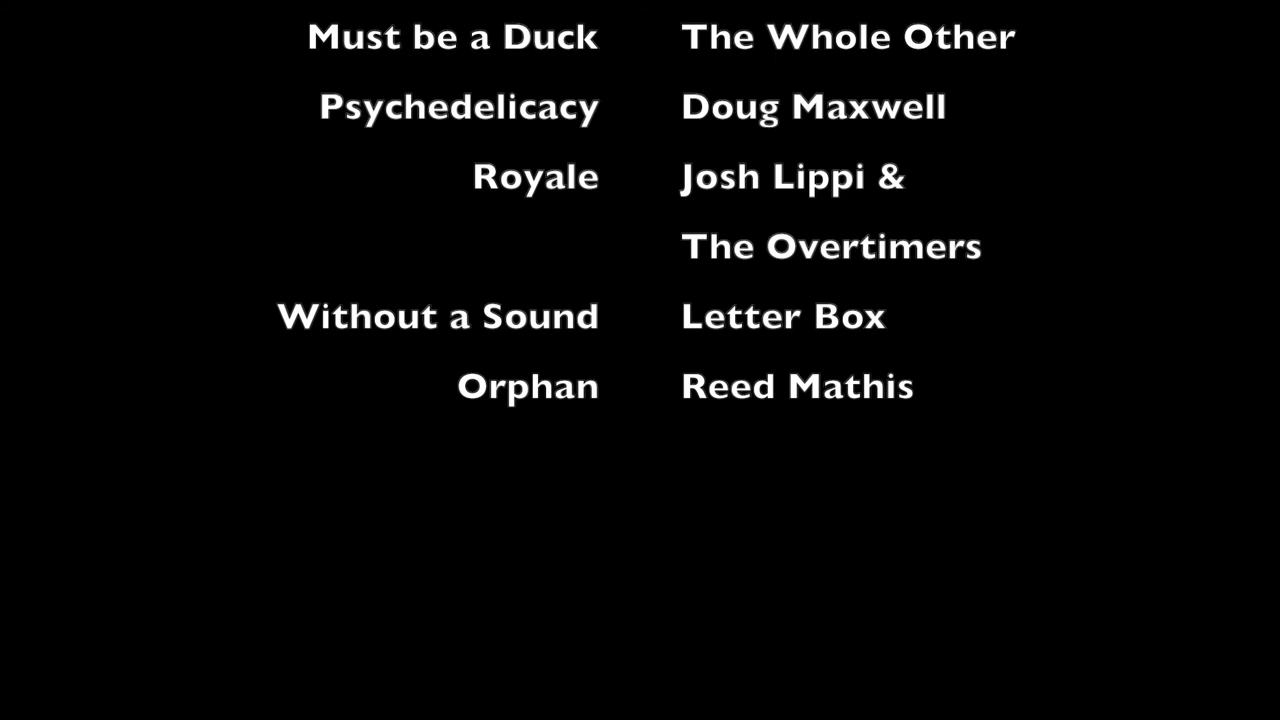 Must be a Duck The Whole Other
Psychedelicacy Doug Maxwell
Royale Josh Lippi &
The Overtimers
Without a Sound Letter Box
Orphan Reed Mathis